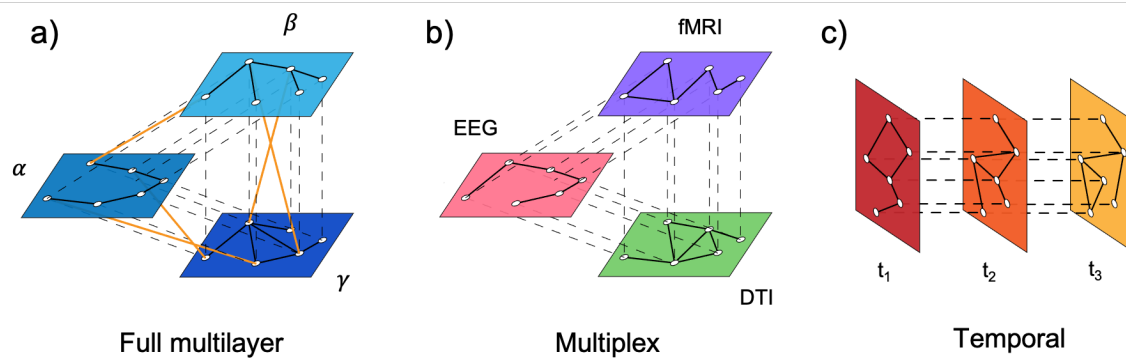 a)
β
α
γ
Full multilayer
b)
fMRI
EEG
DTI
Multiplex
c)
t1
t2
t3
Temporal